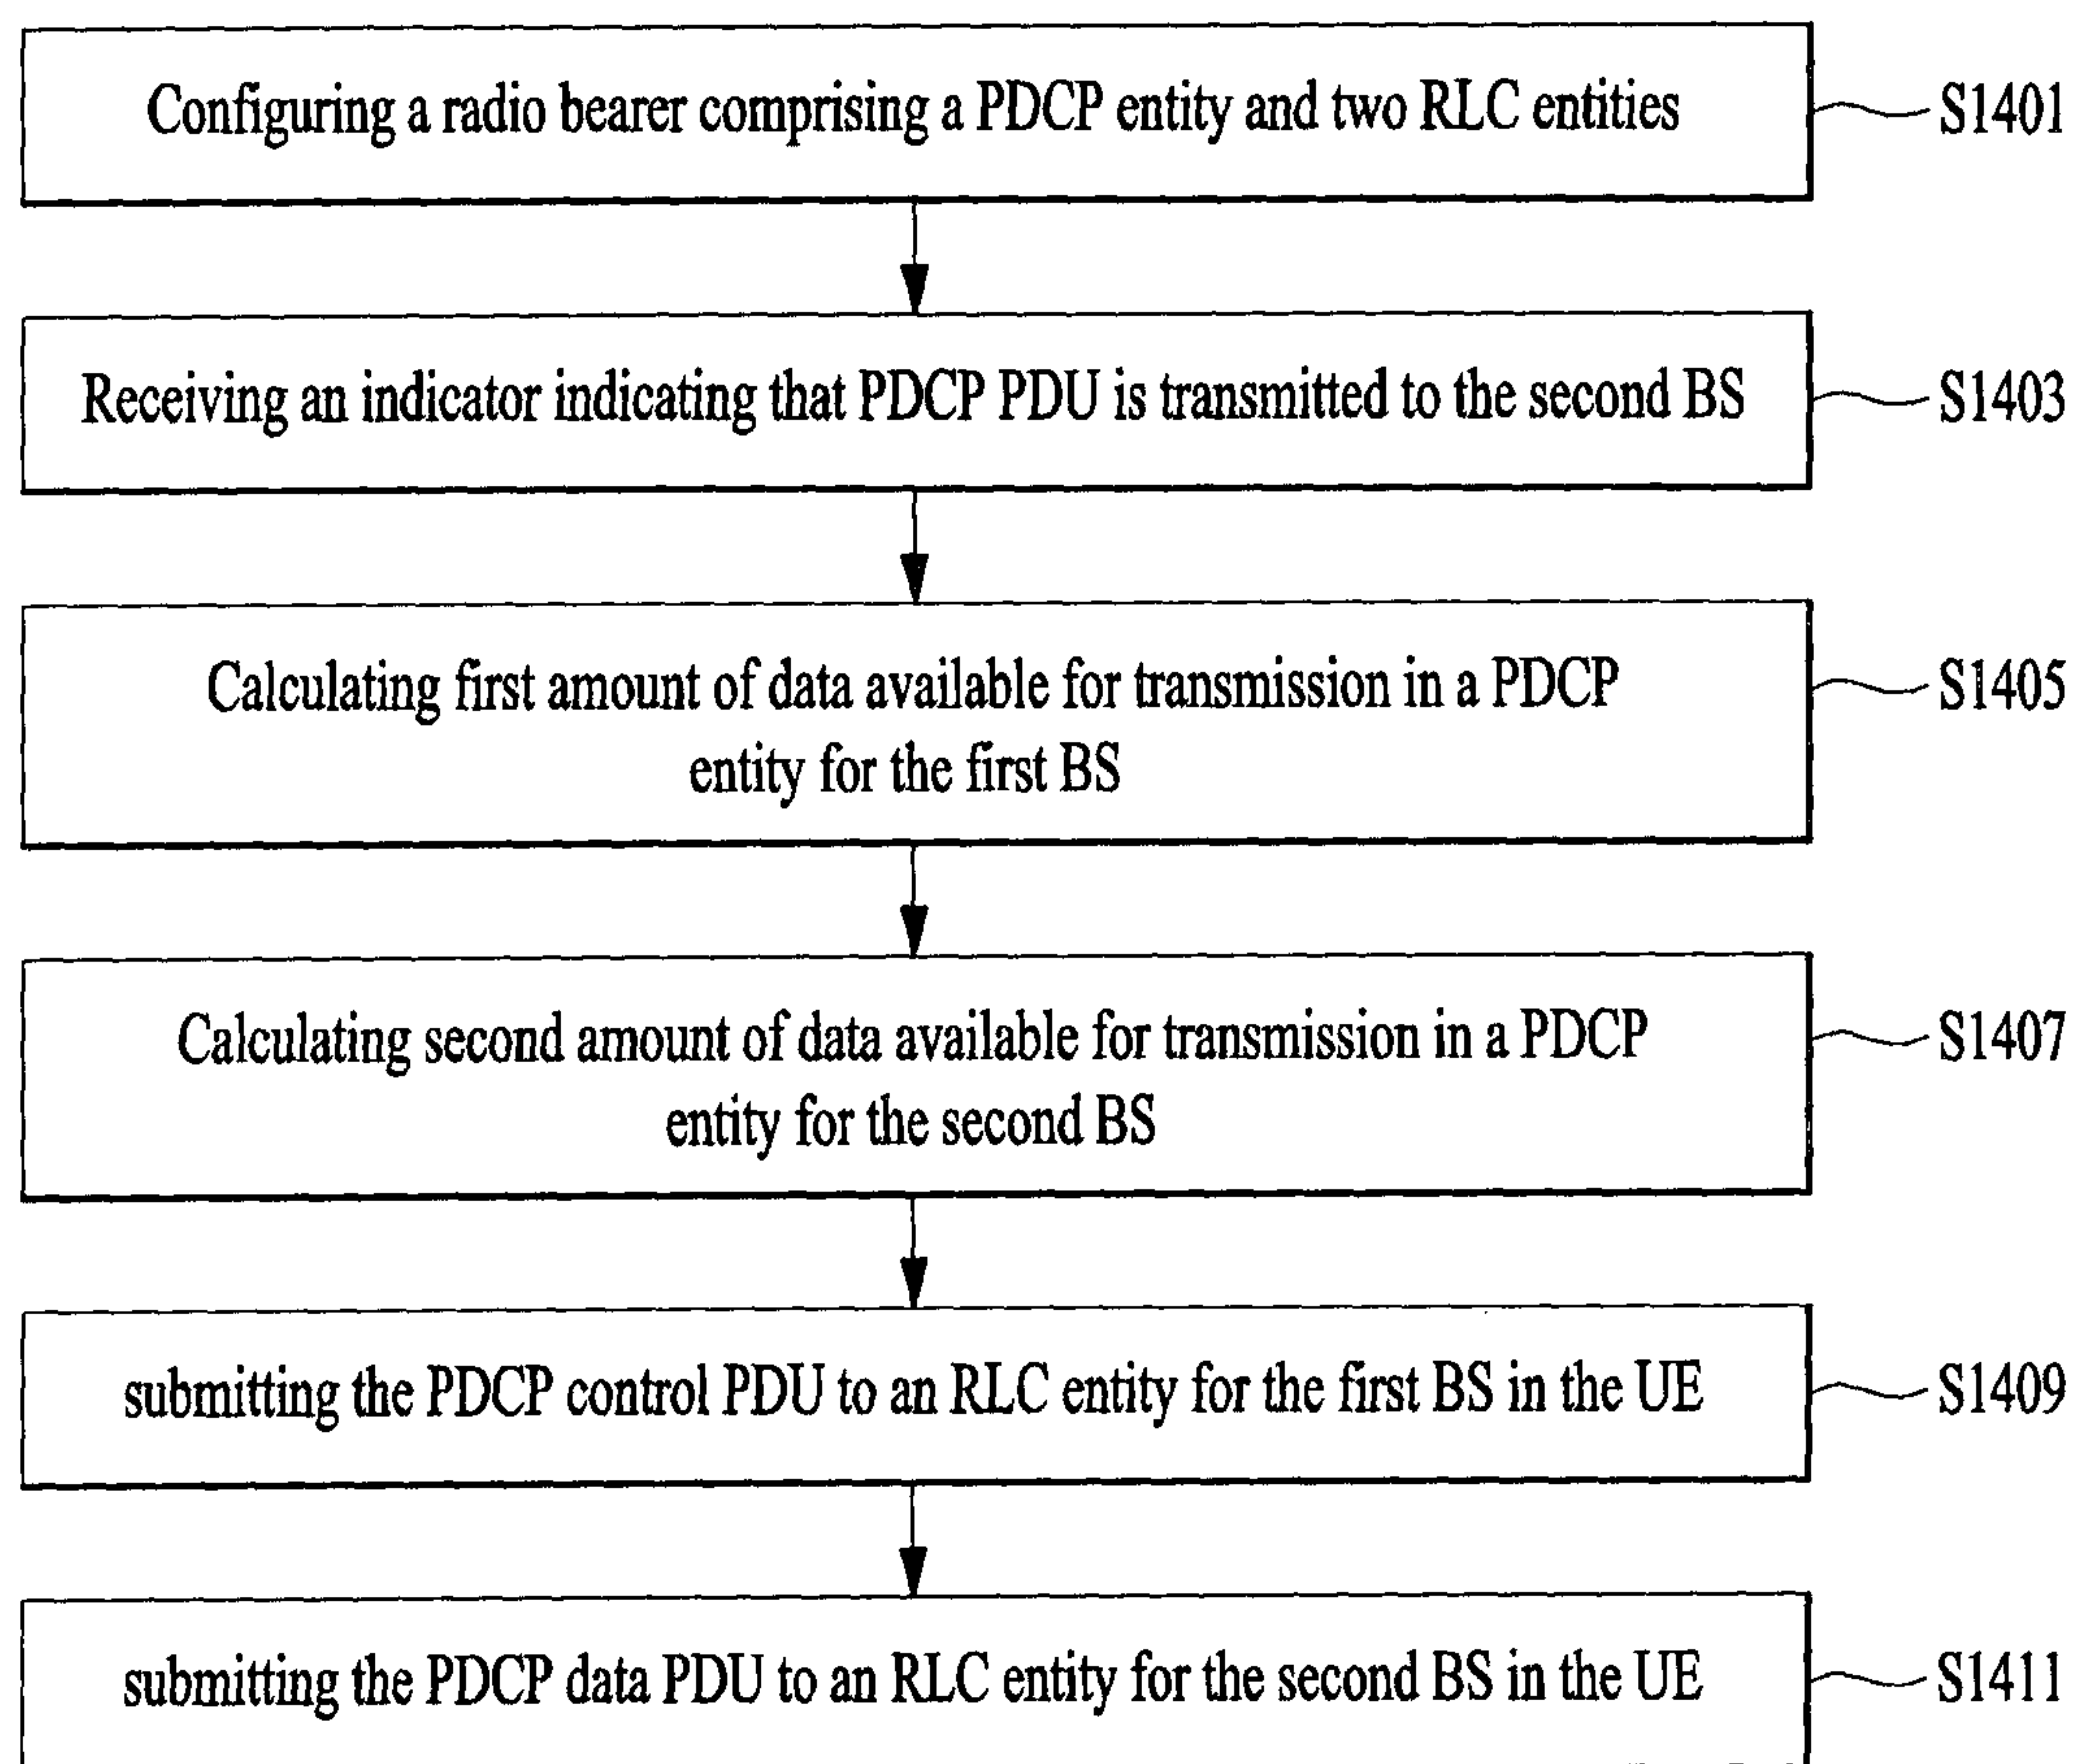 Configuring a radio bearer comprising a PDCP entity and two RLC entities
S1401
Receiving an indicator indicating that PDCP PDU is transmitted to the second BS
S1403
Calculating first amount of data available for transmission in a PDCP
entity for the first BS
S1405
Calculating second amount of data available for transmission in a PDCP
entity for the second BS
S1407
submitting the PDCP control PDU to an RLC entity for the first BS in the UE
S1409
submitting the PDCP data PDU to an RLC entity for the second BS in the UE
S1411